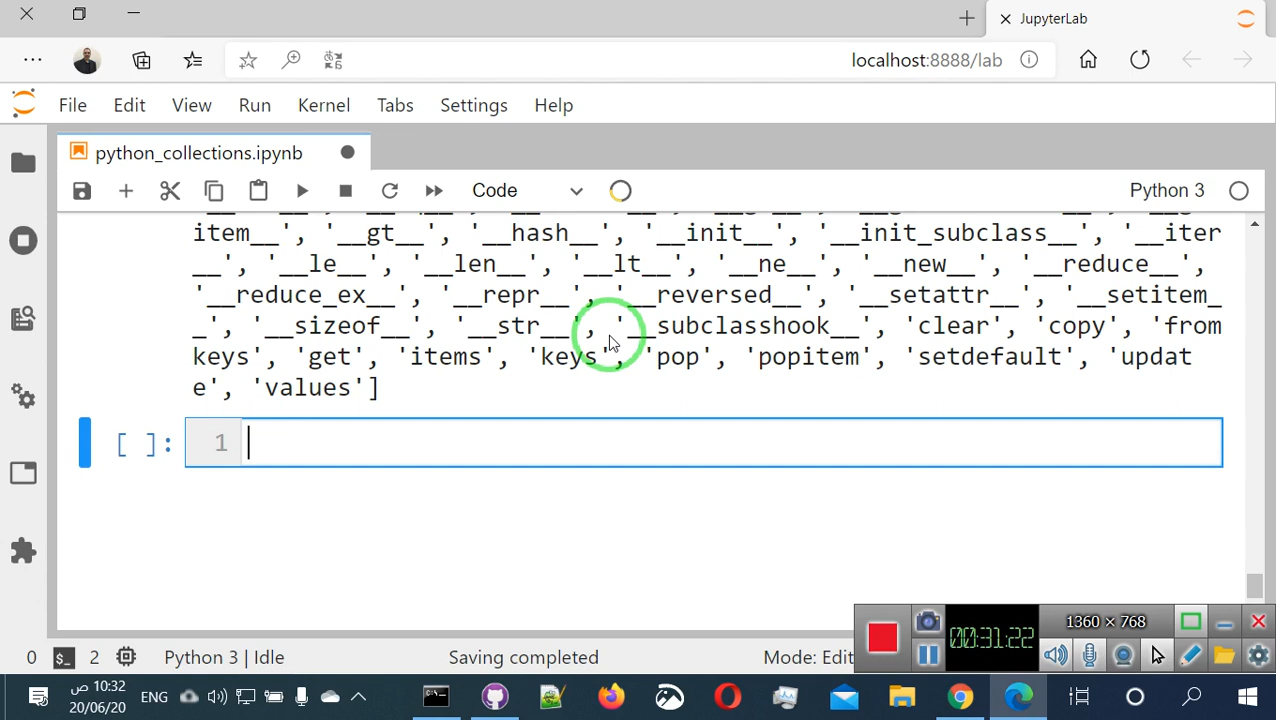 JupyterLab
localhost:8888/lab
File Edit View Run Kernel Tabs Settings Help
python_collections.ipynb
Code
Python 3
item__', '__gt__', '__hash__', '__init__', '__init_subclass__', '__iter
__', '__le__', '__len__', '__lt__', '__ne__', '__new__', '__reduce__',
'__reduce_ex__', '__repr__', '__reversed__', '__setattr__', '__setitem_
_', '__sizeof__', '__str__', '__subclasshook__', 'clear', 'copy', 'from
keys', 'get', 'items', 'keys', 'pop', 'popitem', 'setdefault', 'updat
e', 'values']
[ ]: 1
1360 × 768
00:31:22
0 2 Python 3 | Idle Saving completed Mode: Edi
10:32 ص ENG
20/06/20